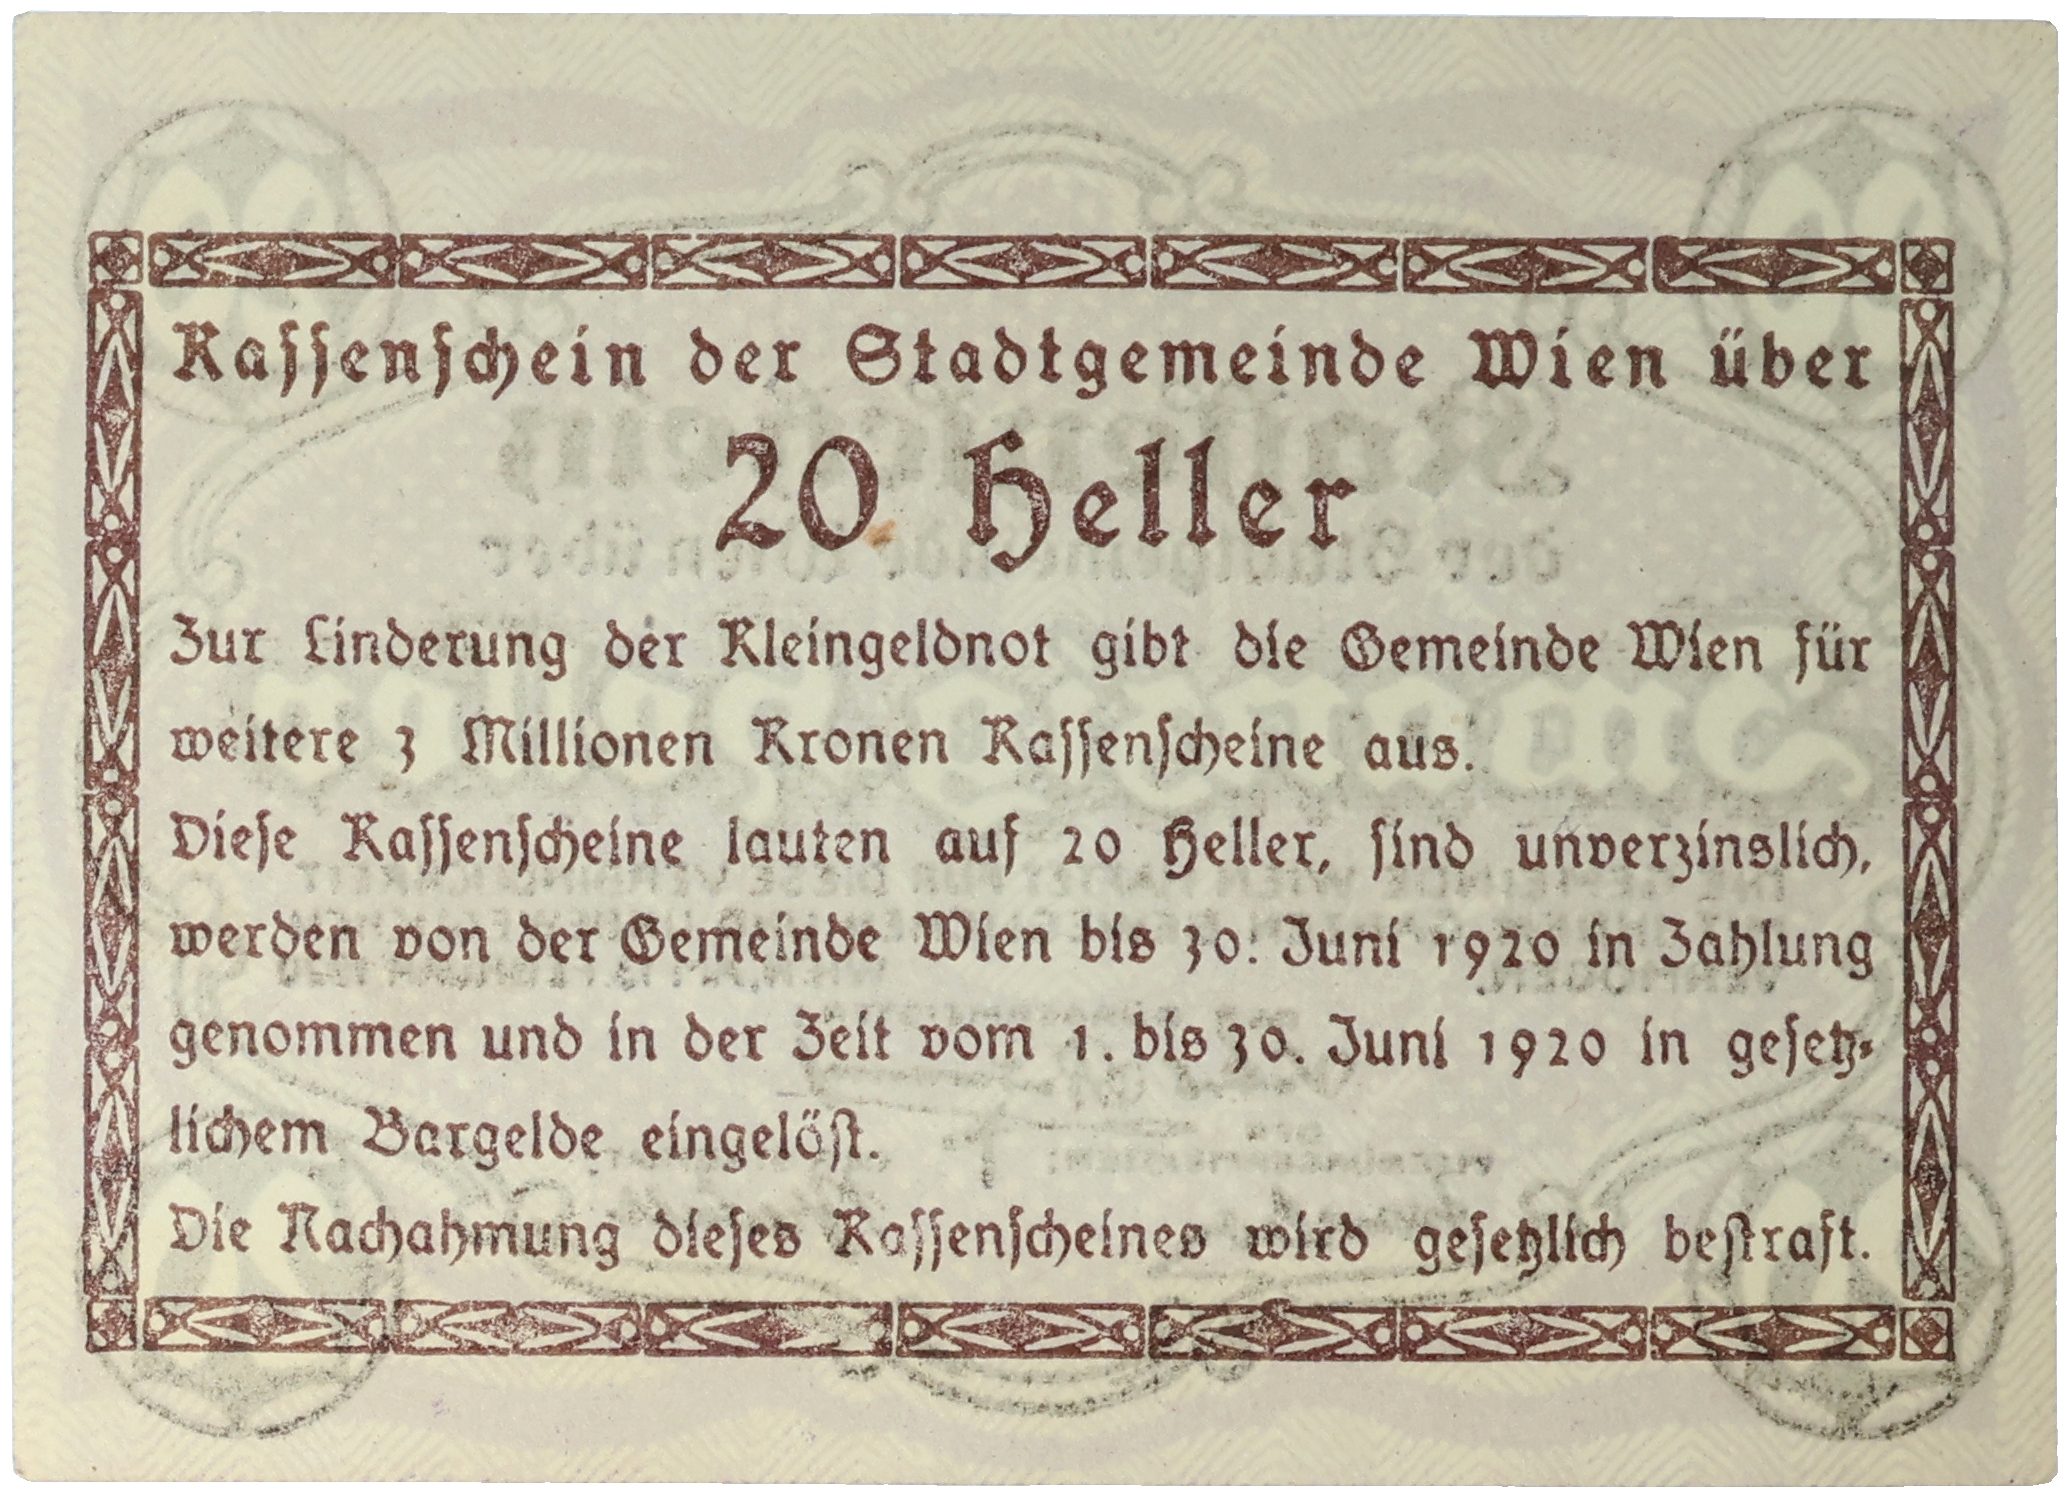 Kassenschein der Stadtgemeinde Wien über
20 Heller
Zur Linderung der Kleingeldnot gibt die Gemeinde Wien für
weitere 3 Millionen Kronen Kassenscheine aus.
Diese Kassenscheine lauten auf 20 Heller, sind unverzinslich,
werden von der Gemeinde Wien bis 30. Juni 1920 in Zahlung
genommen und in der Zeit vom 1. bis 30. Juni 1920 in gesetz-
lichem Bargelde eingelöst.
Die Nachahmung dieses Kassenscheines wird gesetzlich bestraft.